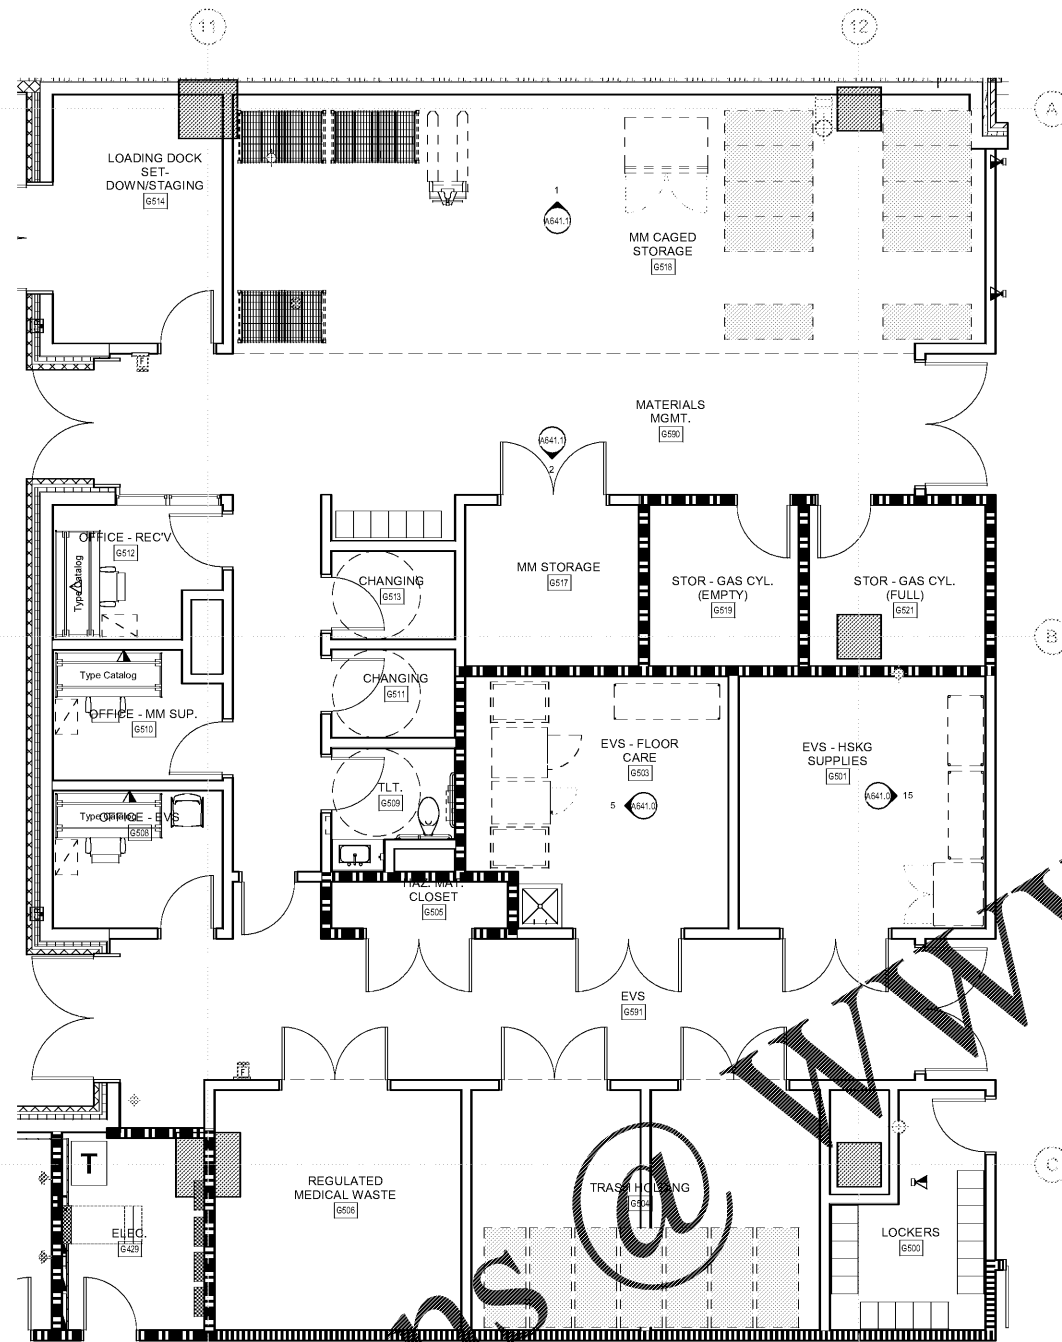 11
12
A
LOADING DOCK
SET-
DOWN/STAGING
G514
1
A641.1
MM CAGED
STORAGE
G518
F
MATERIALS
MGMT.
G590
A641.1
2
OFFICE - REC'V
G512
Type Catalog
CHANGING
G513
MM STORAGE
G517
STOR - GAS CYL.
(EMPTY)
G519
STOR - GAS CYL.
(FULL)
G521
B
Type Catalog
OFFICE - MM SUP.
G510
CHANGING
G511
EVS - FLOOR
CARE
G503
EVS - HSKG
SUPPLIES
G501
Type Catalog
OFFICE - EVS
G508
TLT.
G509
5
A641.0
A641.0
15
HAZ. MAT.
CLOSET
G505
EVS
G591
F
T
ELEC.
G429
REGULATED
MEDICAL WASTE
G506
TRASH HOLDING
G504
C
LOCKERS
G500
ns @ www